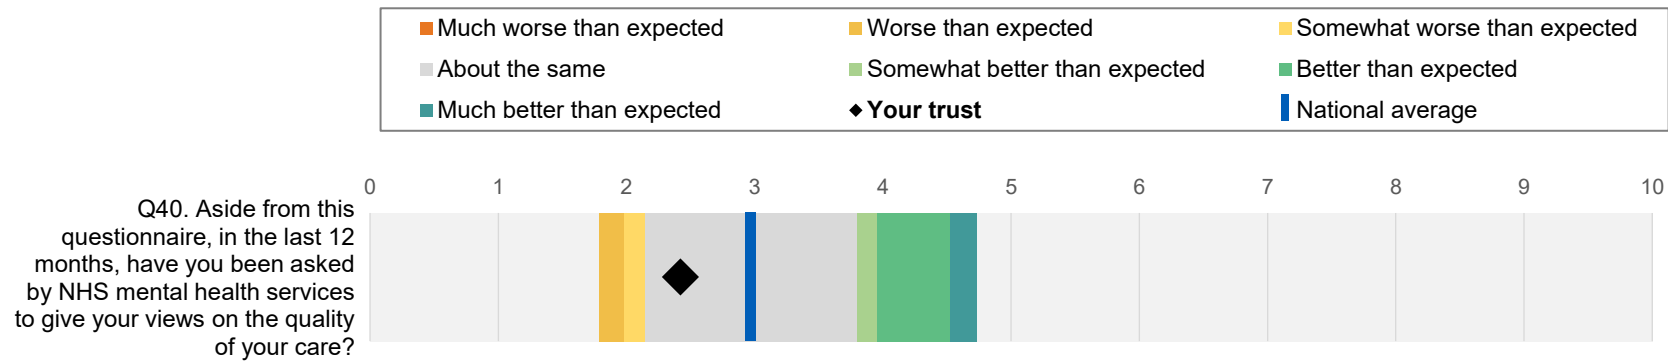 Much worse than expected
Worse than expected
Somewhat worse than expected
About the same
Somewhat better than expected
Better than expected
Much better than expected
Your trust
National average
0 1 2 3 4 5 6 7 8 9 10
Q40. Aside from this
questionnaire, in the last 12
months, have you been asked
by NHS mental health services
to give your views on the quality
of your care?